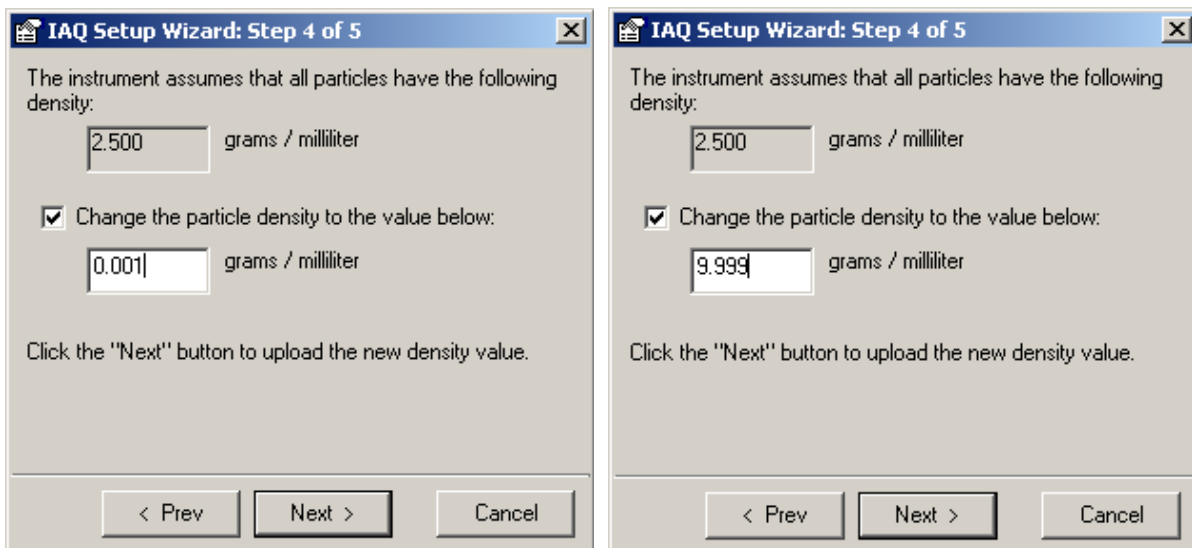 IAQ Setup Wizard: Step 4 of 5
The instrument assumes that all particles have the following
density:
2.500 grams / milliliter
Change the particle density to the value below:
0.001 grams / milliliter
Click the "Next" button to upload the new density value.
< Prev Next > Cancel
IAQ Setup Wizard: Step 4 of 5
The instrument assumes that all particles have the following
density:
2.500 grams / milliliter
Change the particle density to the value below:
9.999 grams / milliliter
Click the "Next" button to upload the new density value.
< Prev Next > Cancel